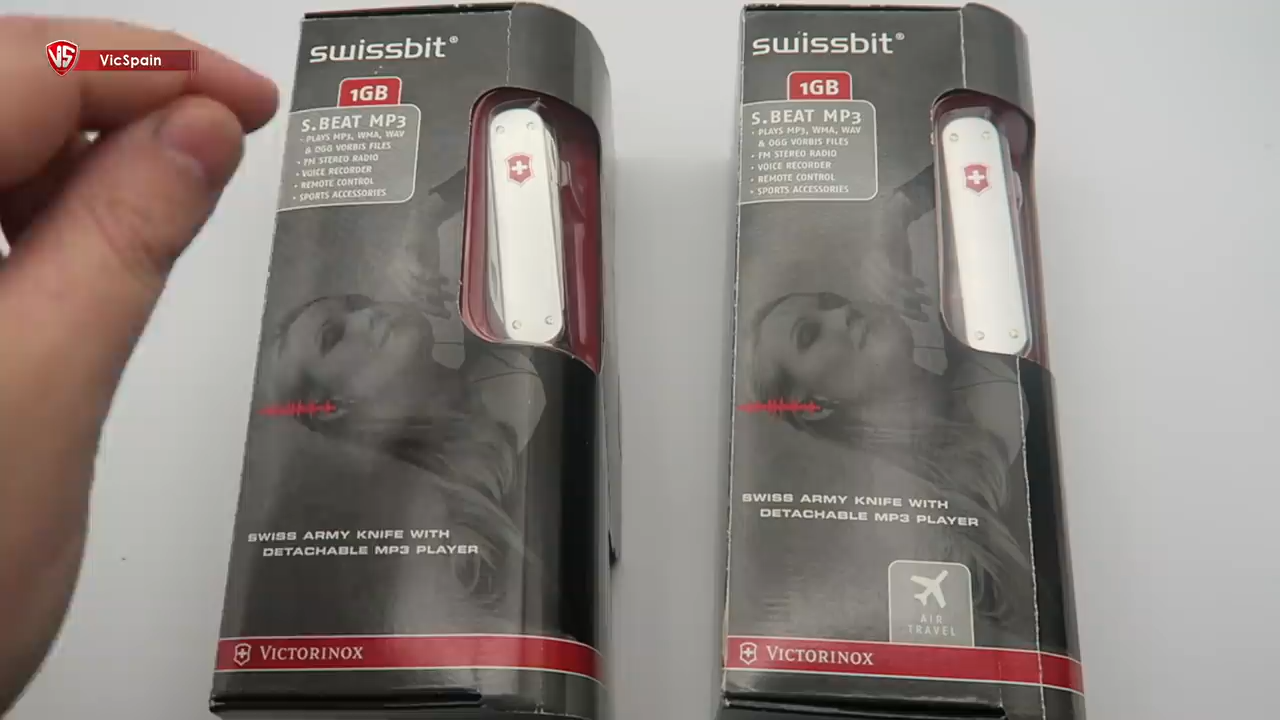 VS
VicSpain
swissbit®
1GB
S.BEAT MP3
• PLAYS MP3, WMA, WAV
& OGG VORBIS FILES
• FM STEREO RADIO
• VOICE RECORDER
• REMOTE CONTROL
• SPORTS ACCESSORIES
SWISS ARMY KNIFE WITH
DETACHABLE MP3 PLAYER
VICTORINOX
swissbit®
1GB
S.BEAT MP3
• PLAYS MP3, WMA, WAV
& OGG VORBIS FILES
• FM STEREO RADIO
• VOICE RECORDER
• REMOTE CONTROL
• SPORTS ACCESSORIES
SWISS ARMY KNIFE WITH
DETACHABLE MP3 PLAYER
AIR
TRAVEL
VICTORINOX